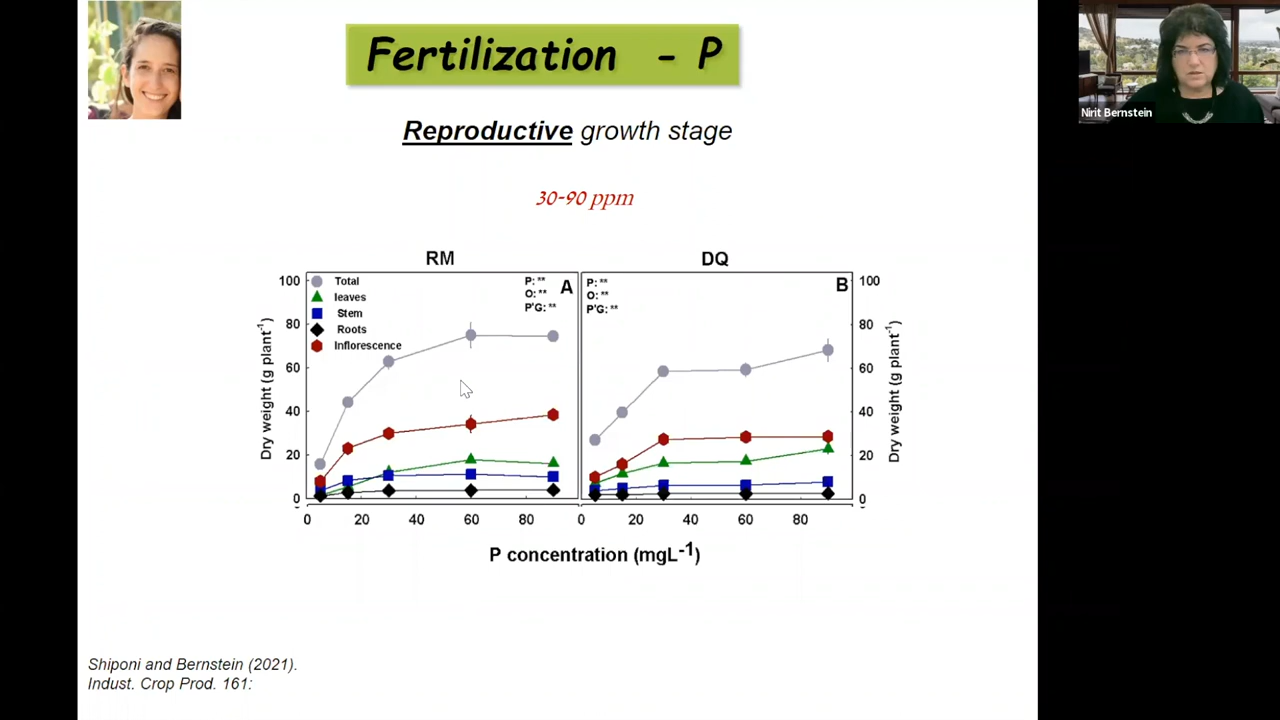 Fertilization - P
Nirit Bernstein
Reproductive growth stage
30-90 ppm
RM
DQ
100
80
60
40
20
0
Dry weight (g plant-1)
Total
leaves
Stem
Roots
Inflorescence
P: **
O: **
P*G: **
A
P: **
O: **
P*G: **
B
100
80
60
40
20
0
Dry weight (g plant-1)
0 20 40 60 80
0 20 40 60 80
P concentration (mgL-1)
Shiponi and Bernstein (2021).
Indust. Crop Prod. 161: